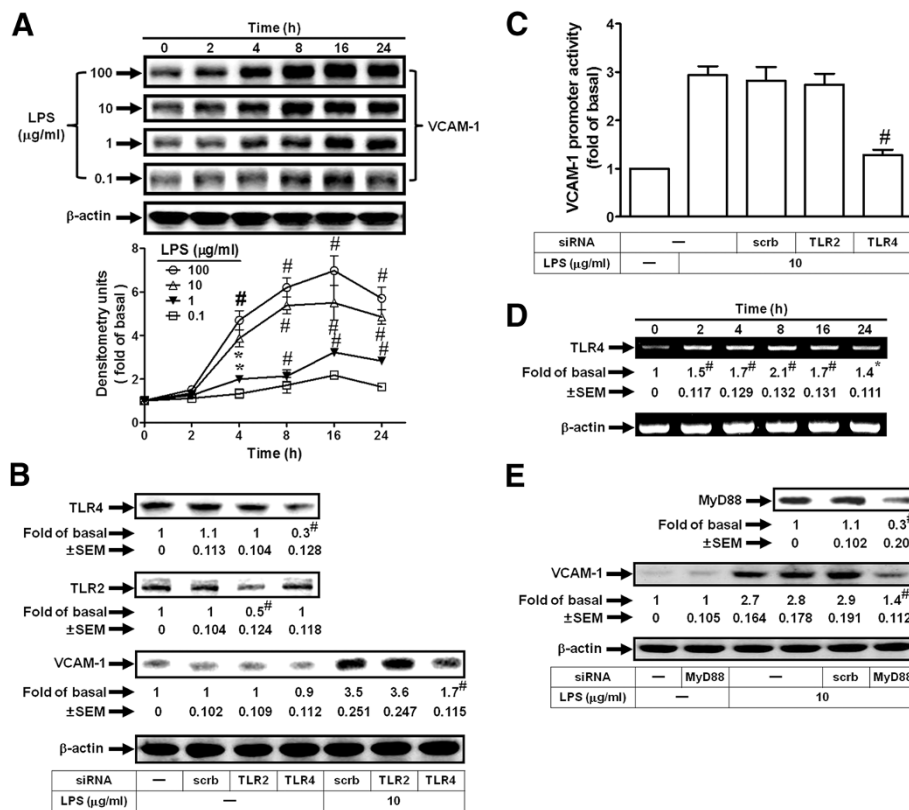 A
Time (h)
0 2 4 8 16 24
LPS
(μg/ml)
100
10
1
0.1
VCAM-1
β-actin
Densitometry units
( fold of basal)
8
6
4
2
0
LPS (μg/ml)
100
10
1
0.1
# # # #
# # #
* *
# # #
0 2 4 8 16 24
Time (h)
B
TLR4
Fold of basal 1 1.1 1 0.3#
±SEM 0 0.113 0.104 0.128
TLR2
Fold of basal 1 1 0.5# 1
±SEM 0 0.104 0.124 0.118
VCAM-1
Fold of basal 1 1 1 0.9 3.5 3.6 1.7#
±SEM 0 0.102 0.109 0.112 0.251 0.247 0.115
β-actin
siRNA — scrb TLR2 TLR4 scrb TLR2 TLR4
LPS (μg/ml) — 10
C
VCAM-1 promoter activity
(fold of basal)
4
3
2
1
0
#
siRNA — scrb TLR2 TLR4
LPS (μg/ml) — 10
D
Time (h)
0 2 4 8 16 24
TLR4
Fold of basal 1 1.5# 1.7# 2.1# 1.7# 1.4*
±SEM 0.117 0.129 0.132 0.131 0.111
β-actin
E
MyD88
Fold of basal 1 1.1 0.3#
±SEM 0 0.102 0.20
VCAM-1
Fold of basal 1 1 2.7 2.8 2.9 1.4#
±SEM 0 0.105 0.164 0.178 0.191 0.112
β-actin
siRNA — MyD88 — scrb MyD88
LPS (μg/ml) — 10